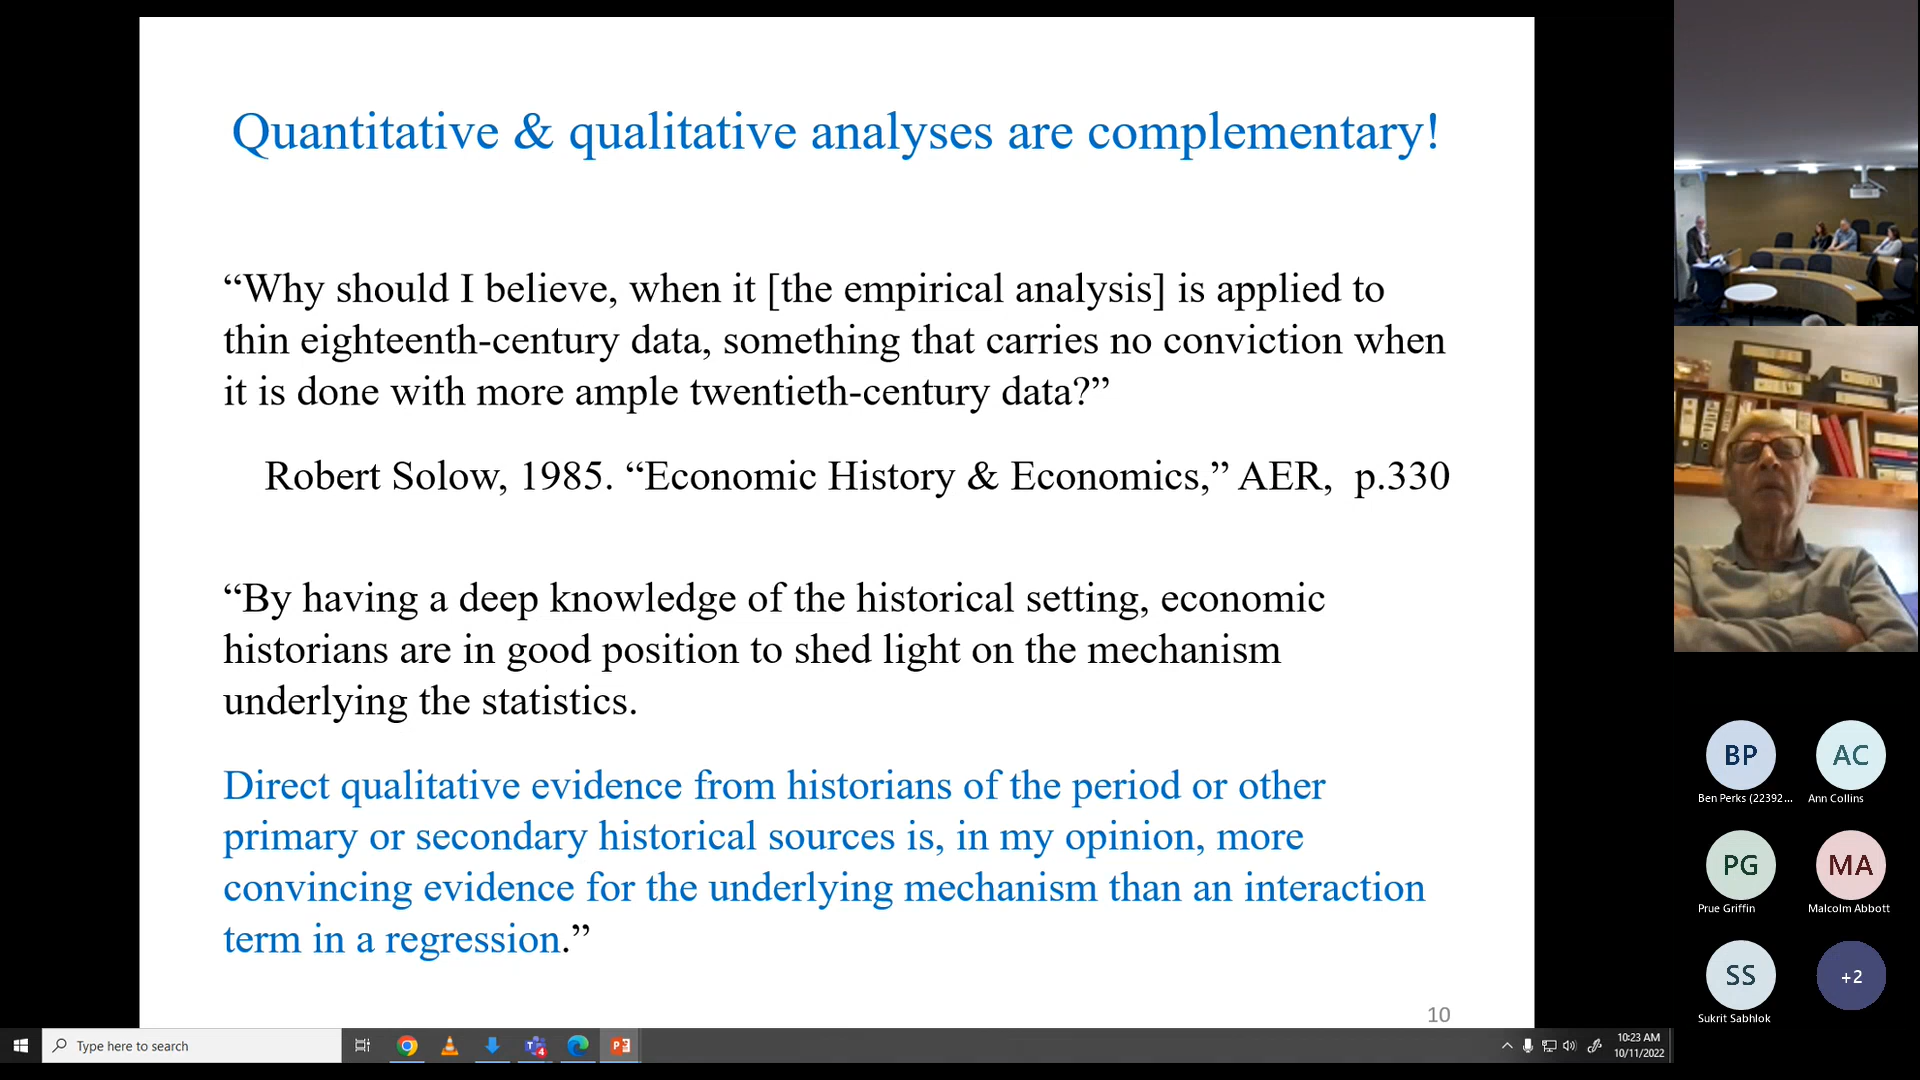 Quantitative & qualitative analyses are complementary!
“Why should I believe, when it [the empirical analysis] is applied to
thin eighteenth-century data, something that carries no conviction when
it is done with more ample twentieth-century data?”
Robert Solow, 1985. “Economic History & Economics,” AER, p.330
“By having a deep knowledge of the historical setting, economic
historians are in good position to shed light on the mechanism
underlying the statistics.
Direct qualitative evidence from historians of the period or other
primary or secondary historical sources is, in my opinion, more
convincing evidence for the underlying mechanism than an interaction
term in a regression.”
10
BP
AC
Ben Perks (22392...
Ann Collins
PG
MA
Prue Griffin
Malcolm Abbott
SS
+2
Sukrit Sabhlok
Type here to search
4
P
10:23 AM
10/11/2022